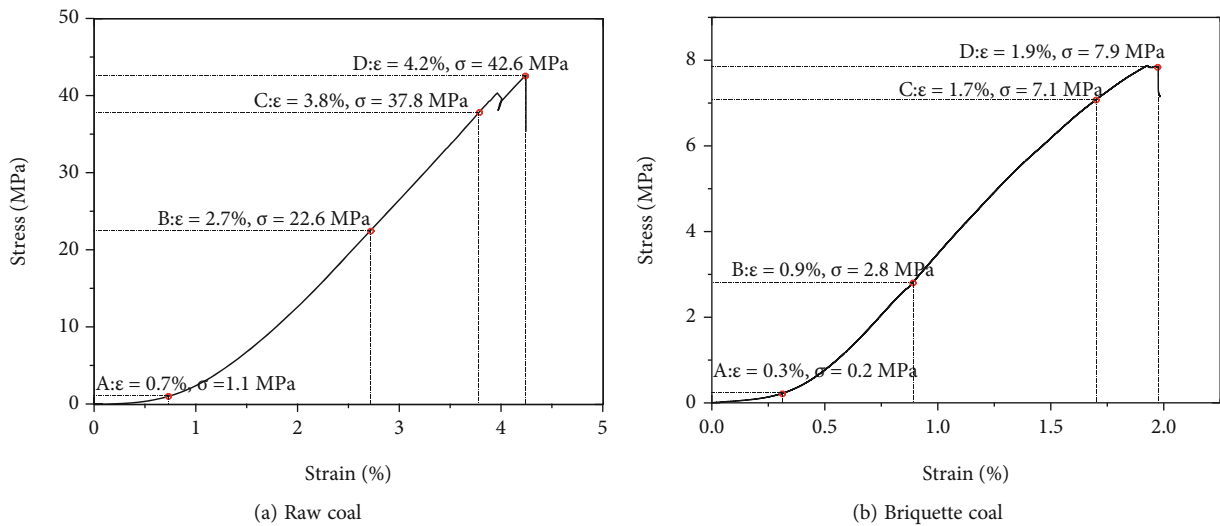 50
40
30
20
10
0
Stress (MPa)
D:ε = 4.2%, σ = 42.6 MPa
C:ε = 3.8%, σ = 37.8 MPa
B:ε = 2.7%, σ = 22.6 MPa
A:ε = 0.7%, σ =1.1 MPa
0 1 2 3 4 5
Strain (%)
(a) Raw coal
8
6
4
2
0
Stress (MPa)
D:ε = 1.9%, σ = 7.9 MPa
C:ε = 1.7%, σ = 7.1 MPa
B:ε = 0.9%, σ = 2.8 MPa
A:ε = 0.3%, σ = 0.2 MPa
0.0 0.5 1.0 1.5 2.0
Strain (%)
(b) Briquette coal